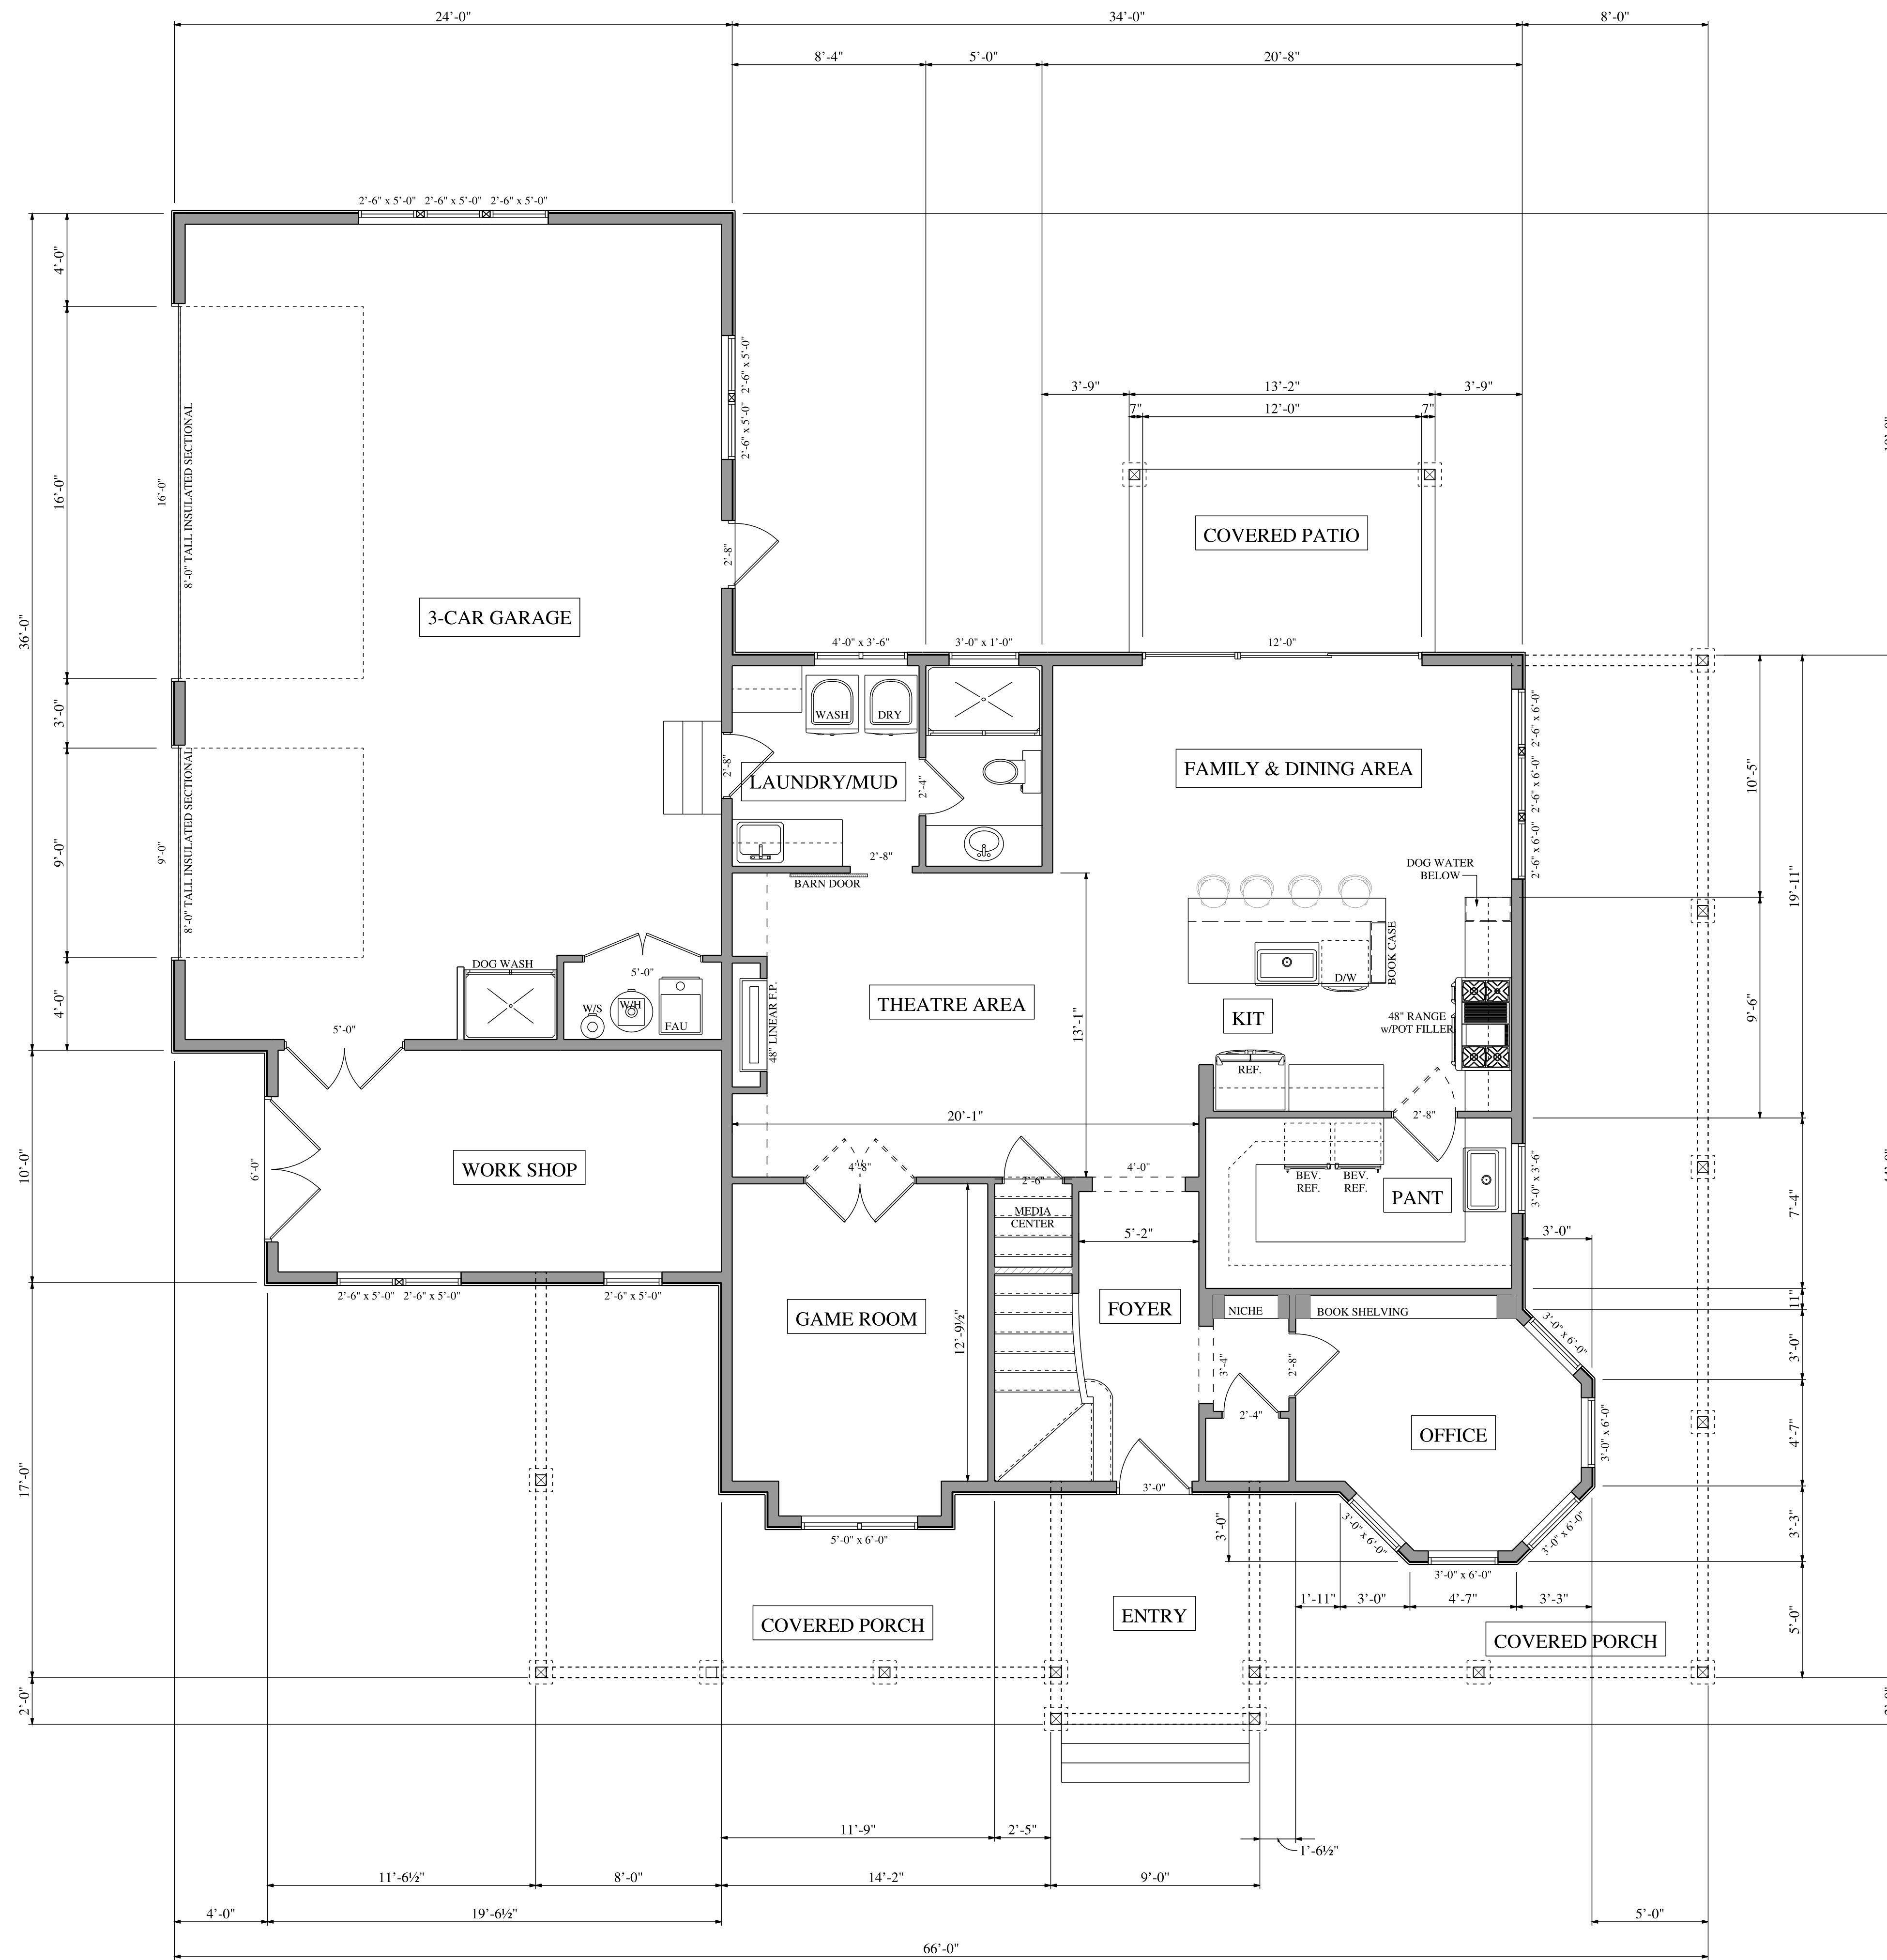 24'-0"
34'-0"
8'-0"
8'-4"
5'-0"
20'-8"
2'-6" x 5'-0" 2'-6" x 5'-0" 2'-6" x 5'-0"
4'-0"
36'-0"
16'-0"
16'-0"
8'-0" TALL INSULATED SECTIONAL
2'-6" x 5'-0" 2'-6" x 5'-0"
3'-9"
13'-2"
3'-9"
7"
12'-0"
7"
COVERED PATIO
2'-8"
3-CAR GARAGE
4'-0" x 3'-6"
3'-0" x 1'-0"
12'-0"
3'-0"
WASH
DRY
2'-8"
LAUNDRY/MUD
2'-4"
FAMILY & DINING AREA
2'-6" x 6'-0" 2'-6" x 6'-0" 2'-6" x 6'-0"
10'-5"
19'-11"
9'-0"
9'-0"
8'-0" TALL INSULATED SECTIONAL
2'-8"
BARN DOOR
DOG WATER
BELOW
BOOK CASE
D/W
DOG WASH
5'-0"
W/S
W/H
FAU
48" LINEAR F.P.
THEATRE AREA
13'-1"
KIT
48" RANGE
w/POT FILLER
9'-6"
4'-0"
5'-0"
REF.
20'-1"
2'-8"
10'-0"
6'-0"
WORK SHOP
4'-8"
2'-6"
4'-0"
BEV.
REF.
BEV.
REF.
PANT
3'-0" x 3'-6"
7'-4"
MEDIA
CENTER
5'-2"
3'-0"
2'-6" x 5'-0" 2'-6" x 5'-0"
2'-6" x 5'-0"
GAME ROOM
12'-9½"
FOYER
NICHE
BOOK SHELVING
11"
3'-0" x 6'-0"
3'-0"
3'-4"
2'-8"
2'-4"
OFFICE
3'-0" x 6'-0"
4'-7"
17'-0"
3'-0"
3'-0"
3'-0" x 6'-0"
3'-0" x 6'-0"
3'-3"
5'-0" x 6'-0"
3'-0" x 6'-0"
1'-11"
3'-0"
4'-7"
3'-3"
5'-0"
COVERED PORCH
ENTRY
COVERED PORCH
2'-0"
11'-9"
2'-5"
1'-6½"
11'-6½"
8'-0"
14'-2"
9'-0"
4'-0"
19'-6½"
5'-0"
66'-0"